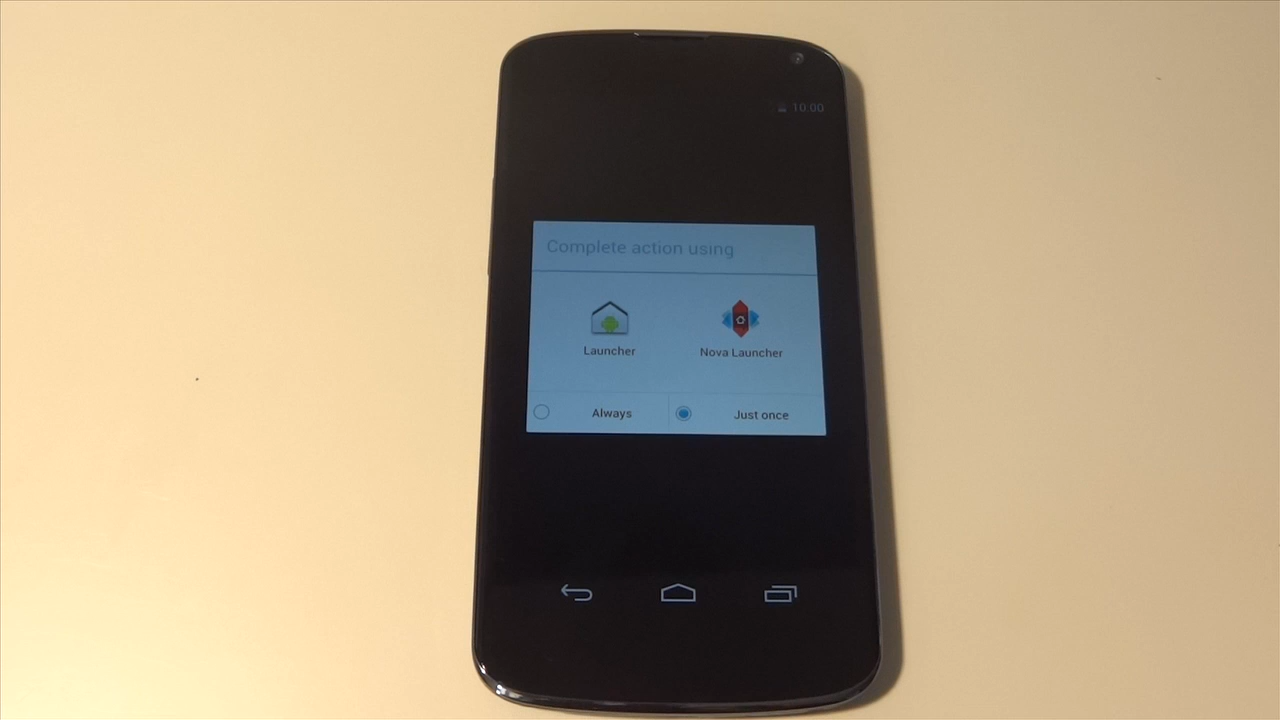 10:00
Complete action using
Launcher
Nova Launcher
Always
Just once